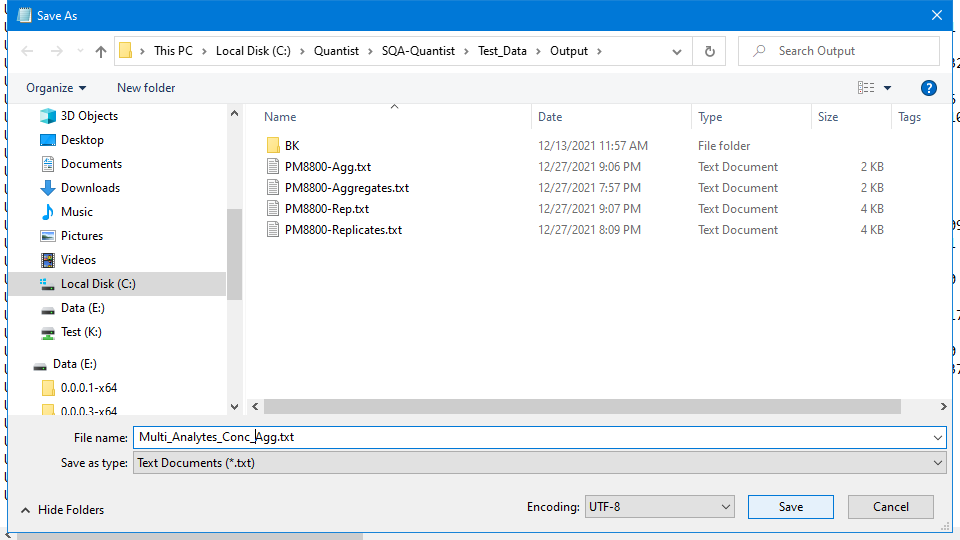 Save As
This PC > Local Disk (C:) > Quantist > SQA-Quantist > Test_Data > Output >
Search Output
Organize
New folder
Name Date Type Size Tags
3D Objects
Desktop
Documents
Downloads
Music
Pictures
Videos
Local Disk (C:)
Data (E:)
Test (K:)
Data (E:)
0.0.0.1-x64
0.0.0.3-x64
BK 12/13/2021 11:57 AM File folder
PM8800-Agg.txt 12/27/2021 9:06 PM Text Document 2 KB
PM8800-Aggregates.txt 12/27/2021 7:57 PM Text Document 2 KB
PM8800-Rep.txt 12/27/2021 9:07 PM Text Document 4 KB
PM8800-Replicates.txt 12/27/2021 8:09 PM Text Document 4 KB
File name: Multi_Analytes_Conc_Agg.txt
Save as type: Text Documents (*.txt)
Hide Folders
Encoding: UTF-8
Save
Cancel